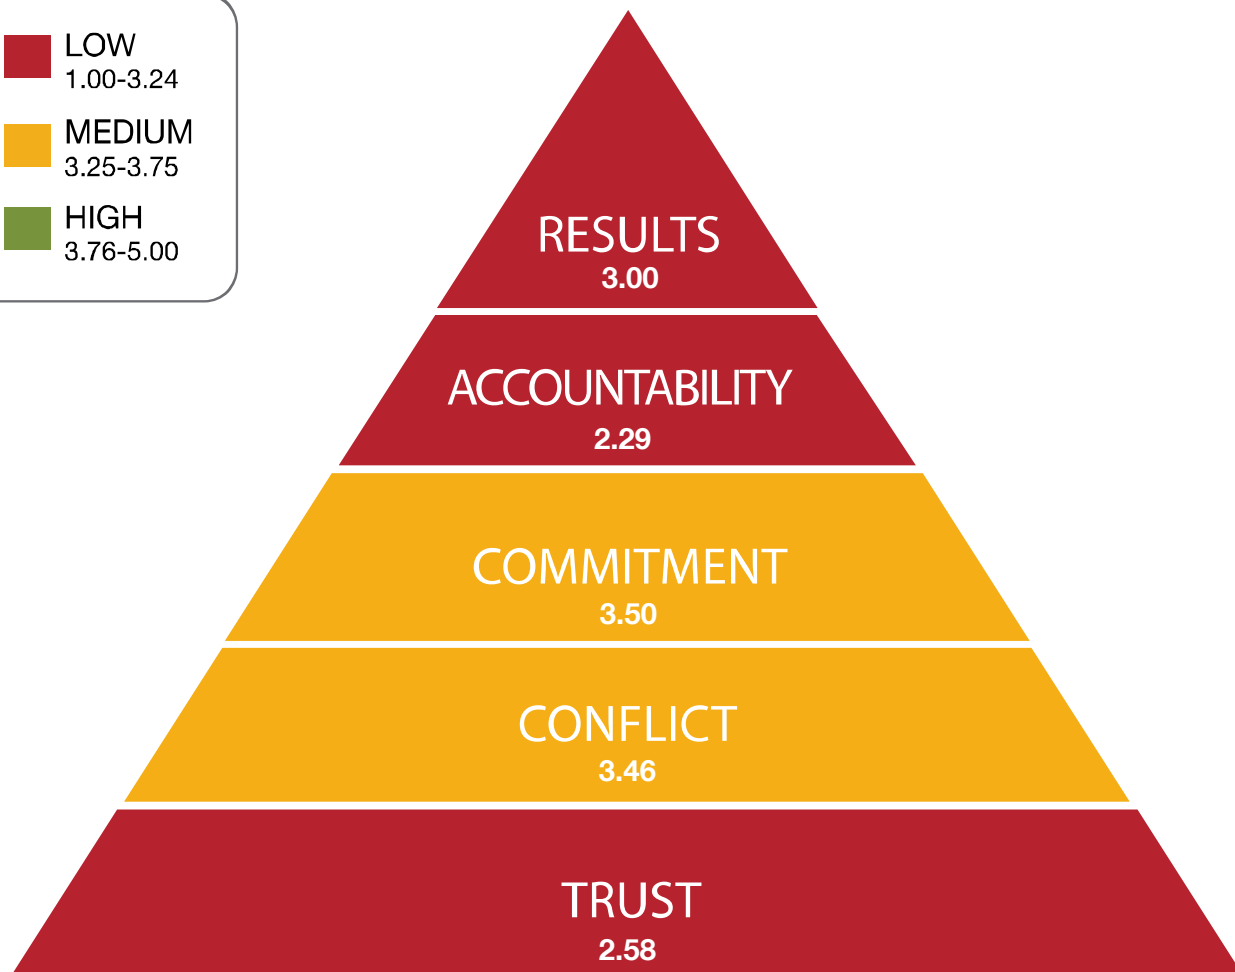 LOW
1.00-3.24
MEDIUM
3.25-3.75
HIGH
3.76-5.00
RESULTS
3.00
ACCOUNTABILITY
2.29
COMMITMENT
3.50
CONFLICT
3.46
TRUST
2.58